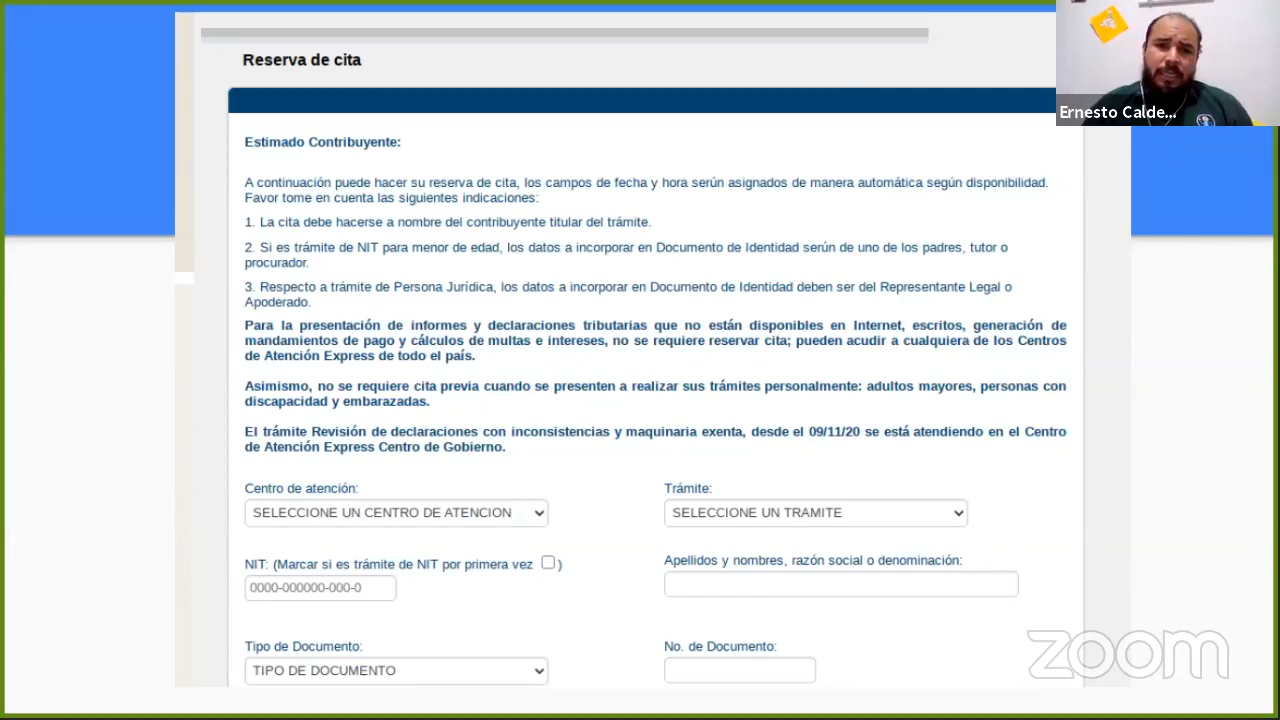 Reserva de cita
Ernesto Calde...
Estimado Contribuyente:
A continuación puede hacer su reserva de cita, los campos de fecha y hora serún asignados de manera automática según disponibilidad.
Favor tome en cuenta las siguientes indicaciones:
1. La cita debe hacerse a nombre del contribuyente titular del trámite.
2. Si es trámite de NIT para menor de edad, los datos a incorporar en Documento de Identidad serún de uno de los padres, tutor o
procurador.
3. Respecto a trámite de Persona Jurídica, los datos a incorporar en Documento de Identidad deben ser del Representante Legal o
Apoderado.
Para la presentación de informes y declaraciones tributarias que no están disponibles en Internet, escritos, generación de
mandamientos de pago y cálculos de multas e intereses, no se requiere reservar cita; pueden acudir a cualquiera de los Centros
de Atención Express de todo el país.
Asimismo, no se requiere cita previa cuando se presenten a realizar sus trámites personalmente: adultos mayores, personas con
discapacidad y embarazadas.
El trámite Revisión de declaraciones con inconsistencias y maquinaria exenta, desde el 09/11/20 se está atendiendo en el Centro
de Atención Express Centro de Gobierno.
Centro de atención:
SELECCIONE UN CENTRO DE ATENCION
Trámite:
SELECCIONE UN TRAMITE
NIT: (Marcar si es trámite de NIT por primera vez )
0000-000000-000-0
Apellidos y nombres, razón social o denominación:
Tipo de Documento:
TIPO DE DOCUMENTO
No. de Documento:
zoom